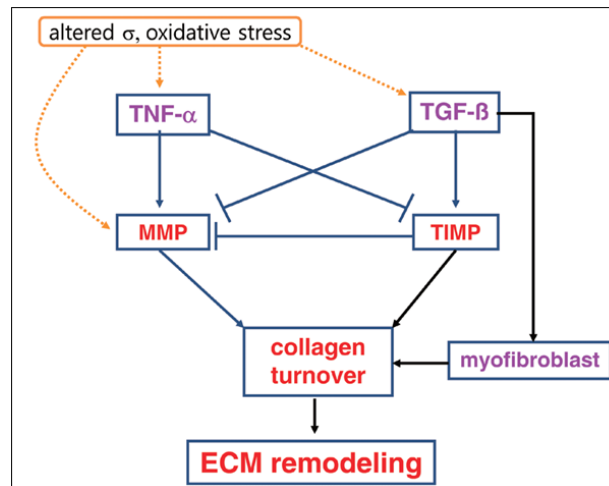 altered σ, oxidative stress
TNF-α
TGF-ß
MMP
TIMP
collagen
turnover
myofibroblast
ECM remodeling